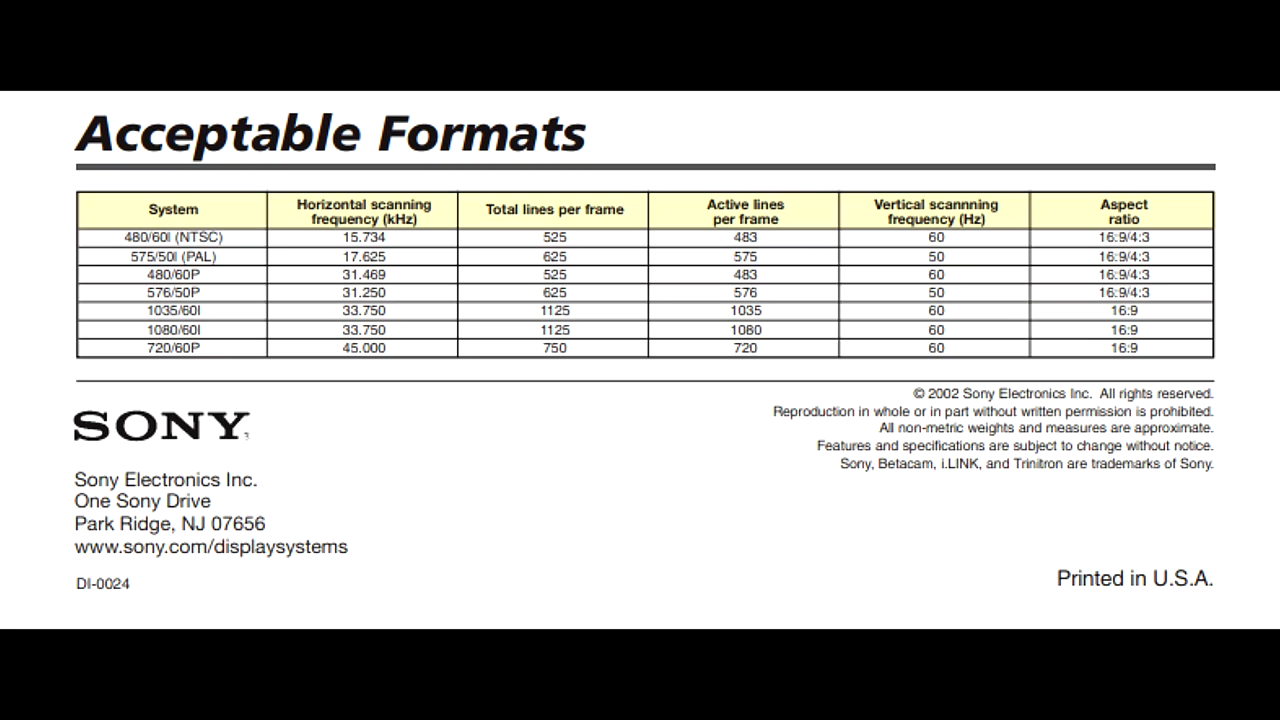 Acceptable Formats
System Horizontal scanning frequency (kHz) Total lines per frame Active lines per frame Vertical scannning frequency (Hz) Aspect ratio
480/60I (NTSC) 15.734 525 483 60 16:9/4:3
575/50I (PAL) 17.625 625 575 50 16:9/4:3
480/60P 31.469 525 483 60 16:9/4:3
576/50P 31.250 625 576 50 16:9/4:3
1035/60I 33.750 1125 1035 60 16:9
1080/60I 33.750 1125 1080 60 16:9
720/60P 45.000 750 720 60 16:9
© 2002 Sony Electronics Inc. All rights reserved.
Reproduction in whole or in part without written permission is prohibited.
All non-metric weights and measures are approximate.
Features and specifications are subject to change without notice.
Sony, Betacam, i.LINK, and Trinitron are trademarks of Sony.
SONY
Sony Electronics Inc.
One Sony Drive
Park Ridge, NJ 07656
www.sony.com/displaysystems
DI-0024
Printed in U.S.A.